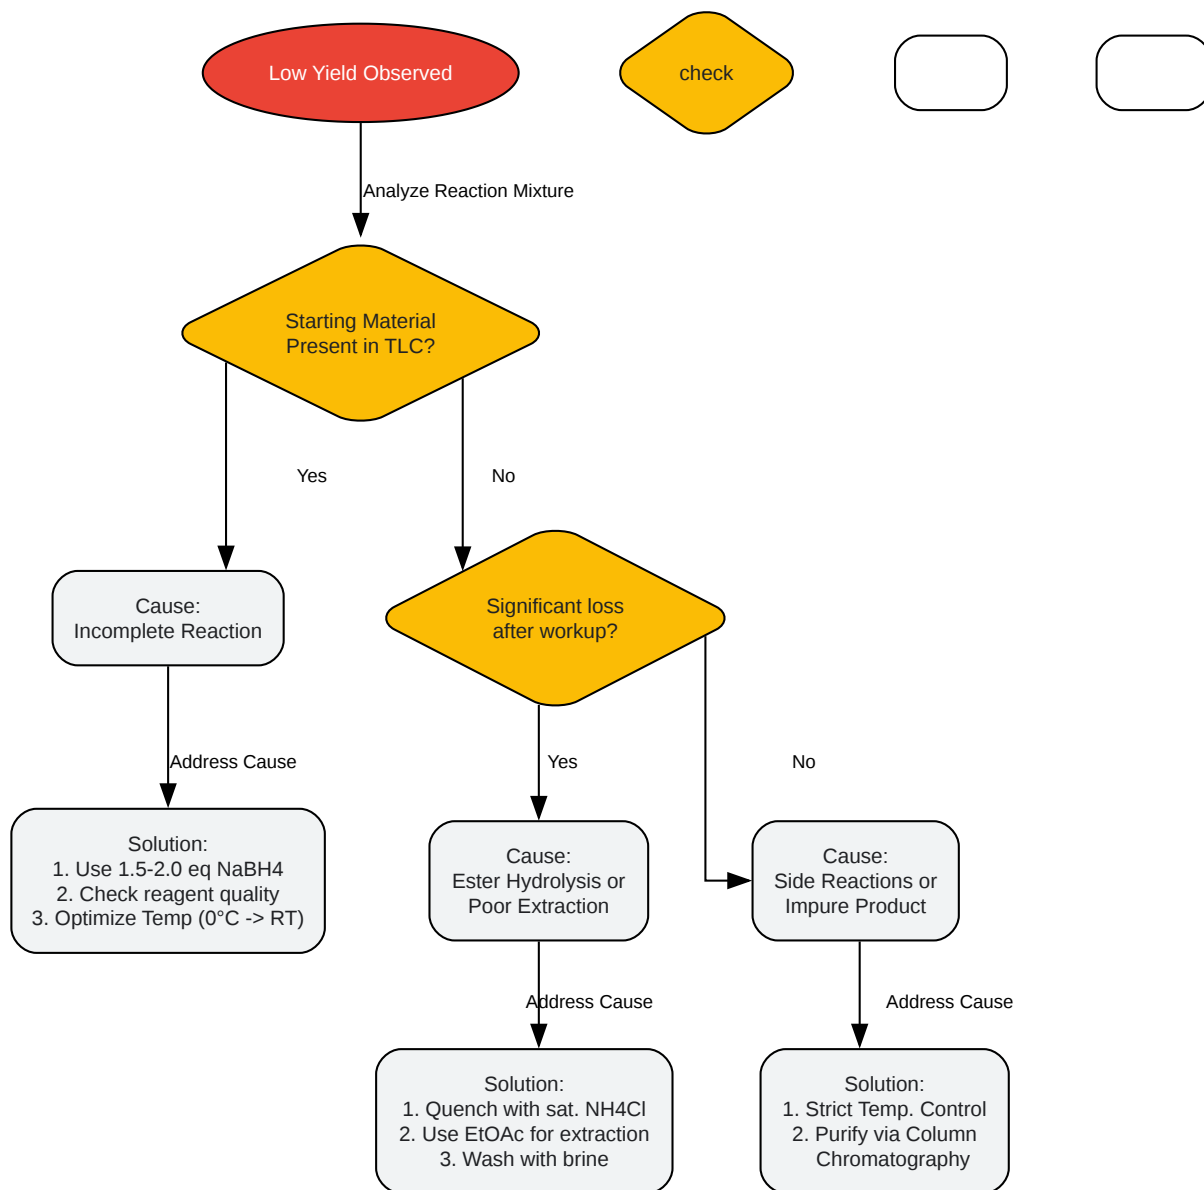 Low Yield Observed
check
Analyze Reaction Mixture
Starting Material
Present in TLC?
Yes
No
Cause:
Incomplete Reaction
Significant loss
after workup?
Address Cause
Yes
No
Solution:
1. Use 1.5-2.0 eq NaBH4
2. Check reagent quality
3. Optimize Temp (0°C -> RT)
Cause:
Ester Hydrolysis or
Poor Extraction
Cause:
Side Reactions or
Impure Product
Address Cause
Address Cause
Solution:
1. Quench with sat. NH4Cl
2. Use EtOAc for extraction
3. Wash with brine
Solution:
1. Strict Temp. Control
2. Purify via Column
Chromatography